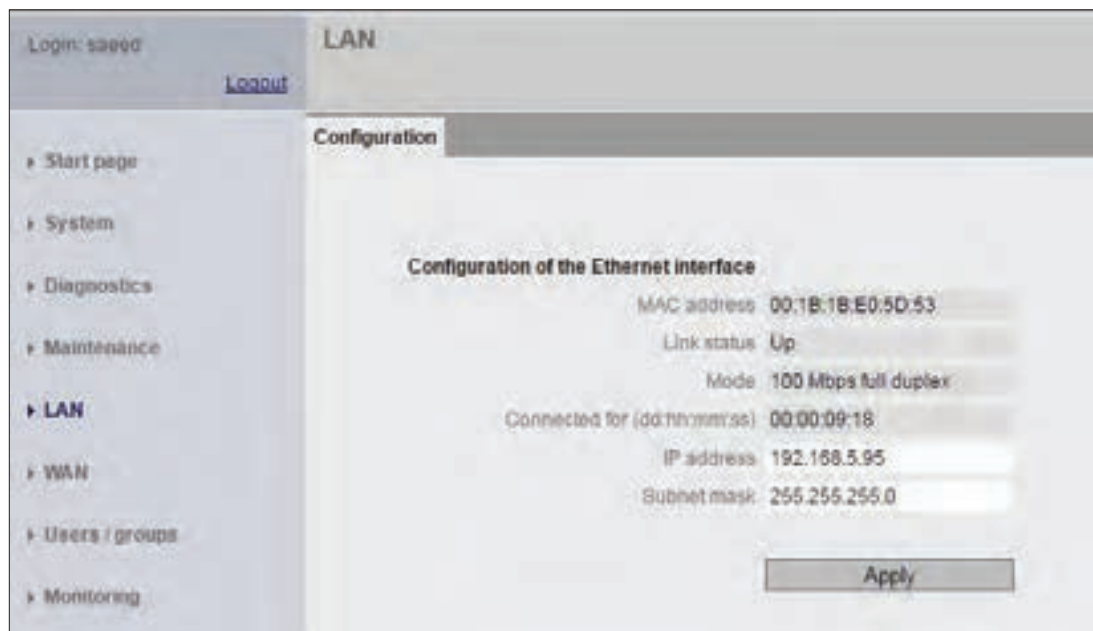 Login: saeed
Logout
LAN
Configuration
Start page
System
Diagnostics
Maintenance
LAN
WAN
Users / groups
Monitoring
Configuration of the Ethernet interface
MAC address 00:1B:1B:E0:5D:53
Link status Up
Mode 100 Mbps full duplex
Connected for (dd:hh:mm:ss) 00:00:09:18
IP address 192.168.5.95
Subnet mask 255.255.255.0
Apply